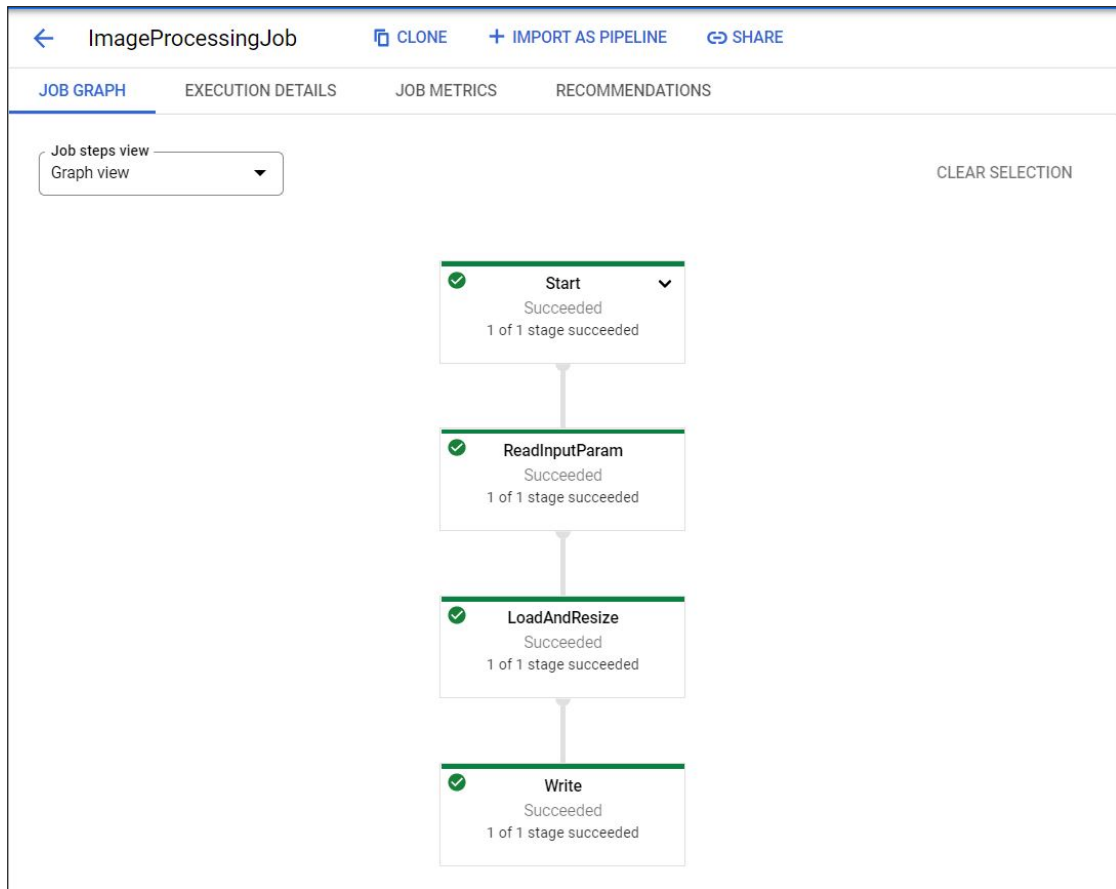 ImageProcessingJob CLONE IMPORT AS PIPELINE SHARE
JOB GRAPH EXECUTION DETAILS JOB METRICS RECOMMENDATIONS
Job steps view
Graph view
CLEAR SELECTION
Start
Succeeded
1 of 1 stage succeeded
ReadInputParam
Succeeded
1 of 1 stage succeeded
LoadAndResize
Succeeded
1 of 1 stage succeeded
Write
Succeeded
1 of 1 stage succeeded